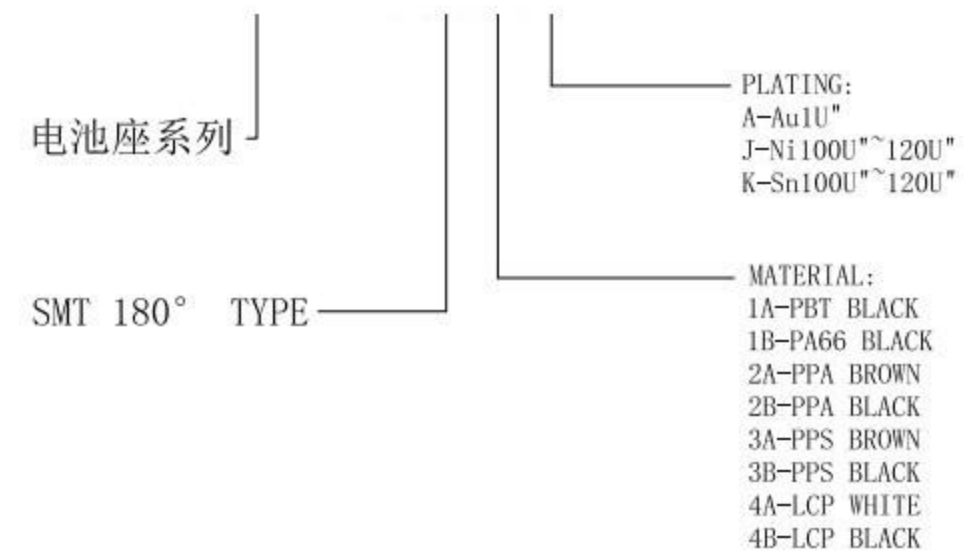 PLATING:
A-Au1U"
电池座系列
J-Ni100U"~120U"
K-Sn100U"~120U"
MATERIAL:
SMT 180° TYPE
1A-PBT BLACK
1B-PA66 BLACK
2A-PPA BROWN
2B-PPA BLACK
3A-PPS BROWN
3B-PPS BLACK
4A-LCP WHITE
4B-LCP BLACK